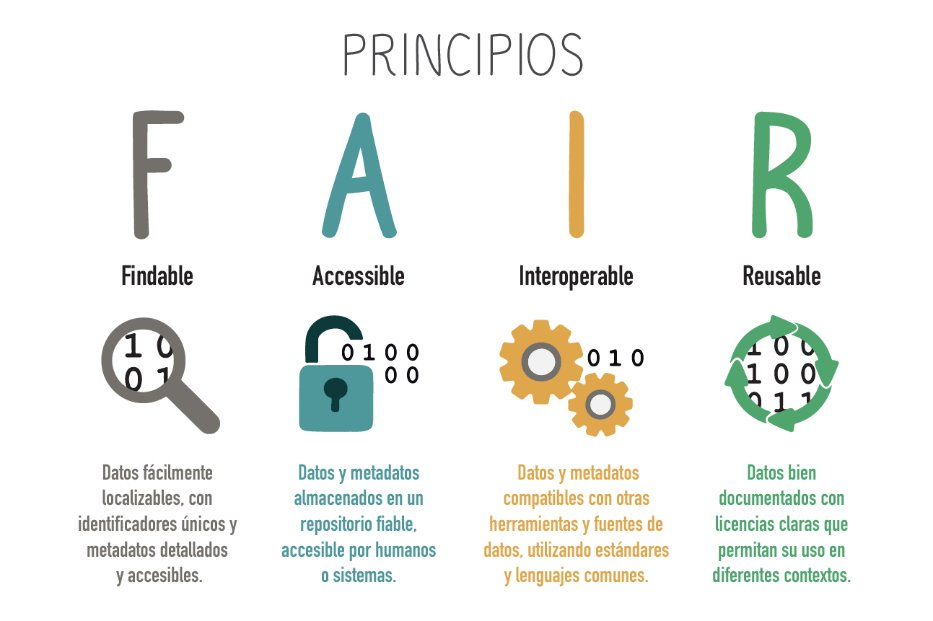 PRINCIPIOS
F A I R
Findable
Accessible
Interoperable
Reusable
1 0
0 1
0 1 0 0
0 0
0 1 0
1 0 0
1 0 0
0 1 1
Datos fácilmente
localizables, con
identificadores únicos y
metadatos detallados
y accesibles.
Datos y metadatos
almacenados en un
repositorio fiable,
accesible por humanos
o sistemas.
Datos y metadatos
compatibles con otras
herramientas y fuentes de
datos, utilizando estándares
y lenguajes comunes.
Datos bien
documentados con
licencias claras que
permitan su uso en
diferentes contextos.